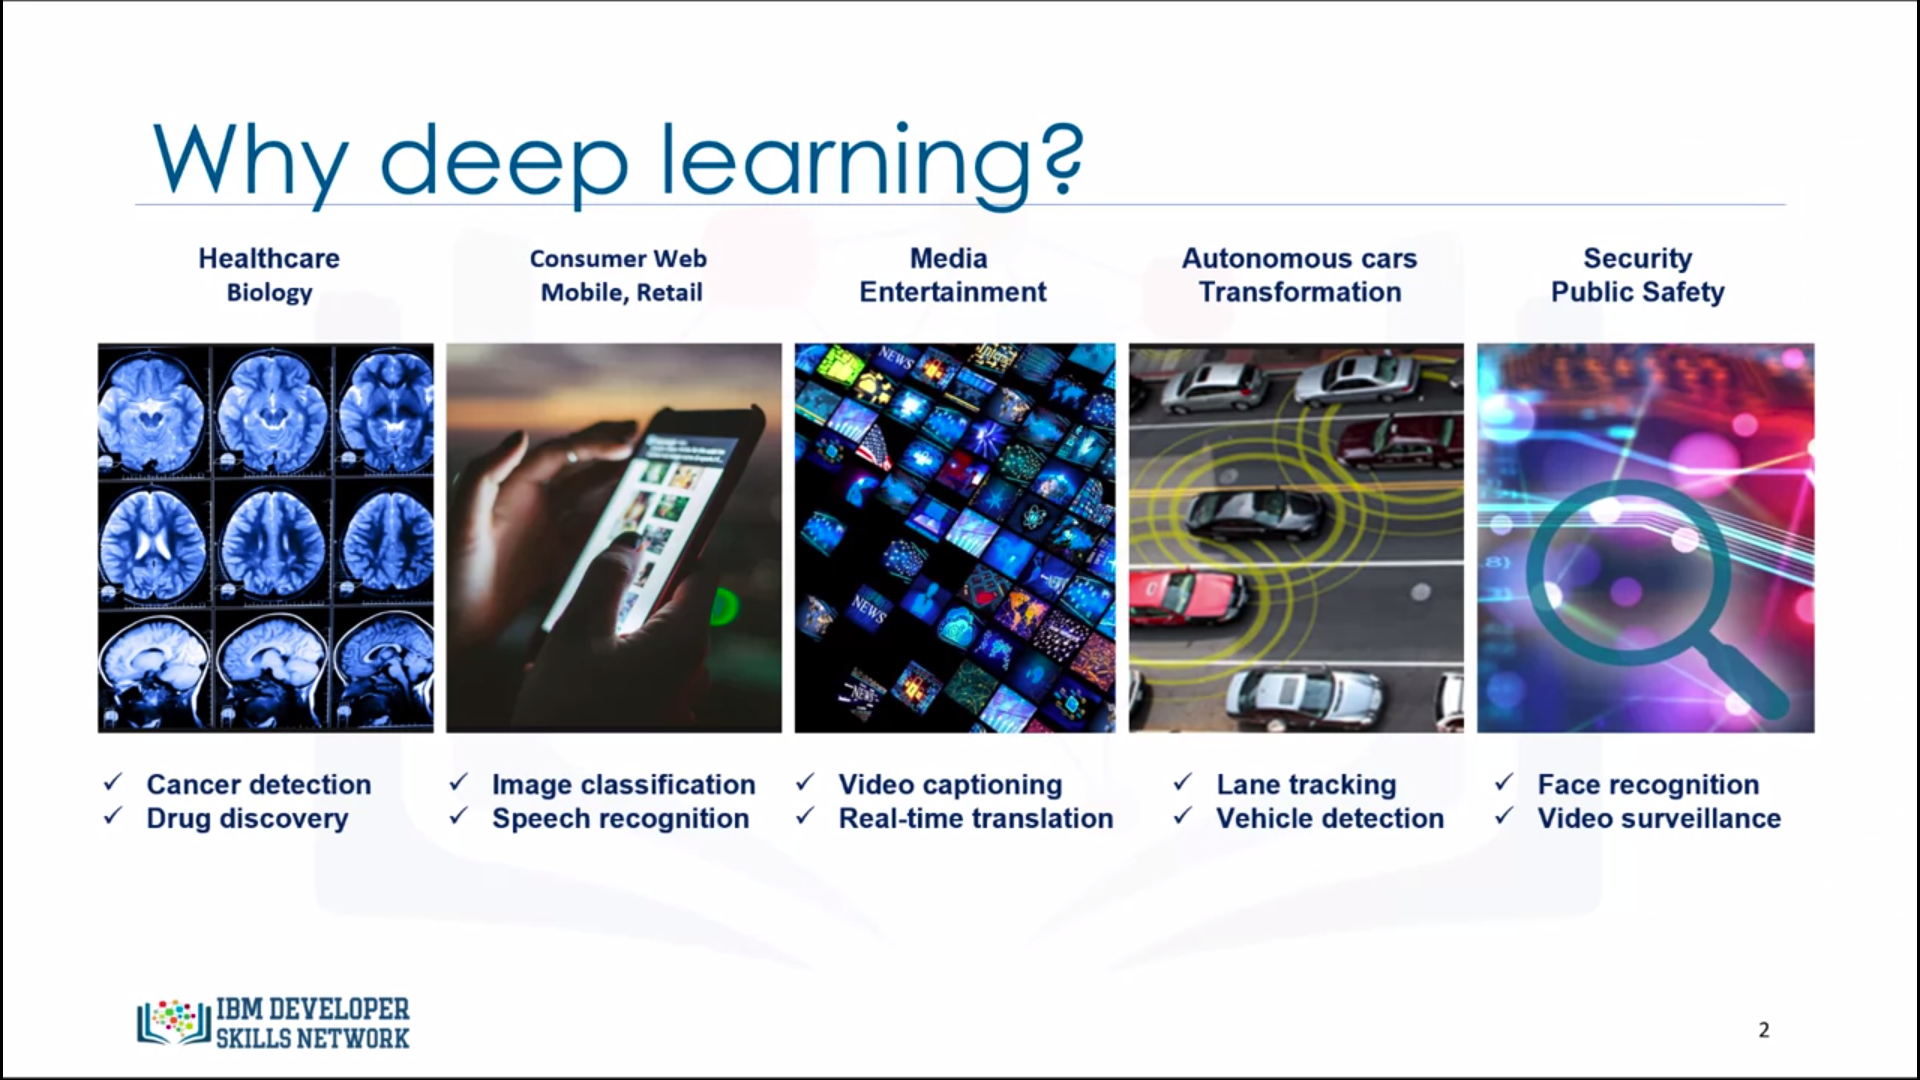 Why deep learning?
Healthcare
Biology
Consumer Web
Mobile, Retail
Media
Entertainment
Autonomous cars
Transformation
Security
Public Safety
NEWS
NEWS
NEWS
8}
✓ Cancer detection
✓ Drug discovery
✓ Image classification
✓ Speech recognition
✓ Video captioning
✓ Real-time translation
✓ Lane tracking
✓ Vehicle detection
✓ Face recognition
✓ Video surveillance
IBM DEVELOPER
SKILLS NETWORK
2